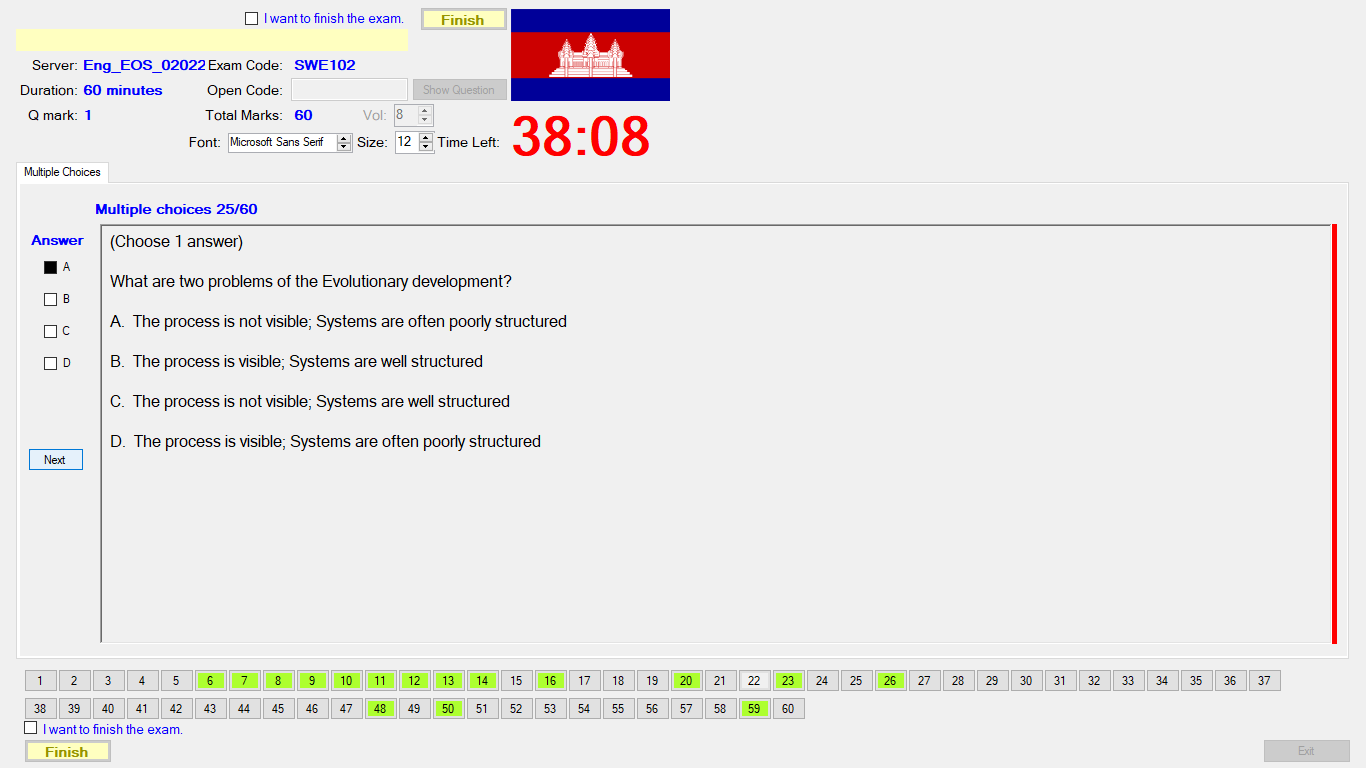 I want to finish the exam.
Finish
Server: Eng_EOS_02022 Exam Code: SWE102
Duration: 60 minutes Open Code: Show Question
Q mark: 1 Total Marks: 60 Vol: 8
Font: Microsoft Sans Serif Size: 12 Time Left: 38:08
Multiple Choices
Multiple choices 25/60
Answer
A
B
C
D
Next
(Choose 1 answer)
What are two problems of the Evolutionary development?
A. The process is not visible; Systems are often poorly structured
B. The process is visible; Systems are well structured
C. The process is not visible; Systems are well structured
D. The process is visible; Systems are often poorly structured
1 2 3 4 5 6 7 8 9 10 11 12 13 14 15 16 17 18 19 20 21 22 23 24 25 26 27 28 29 30 31 32 33 34 35 36 37
38 39 40 41 42 43 44 45 46 47 48 49 50 51 52 53 54 55 56 57 58 59 60
I want to finish the exam.
Finish
Exit